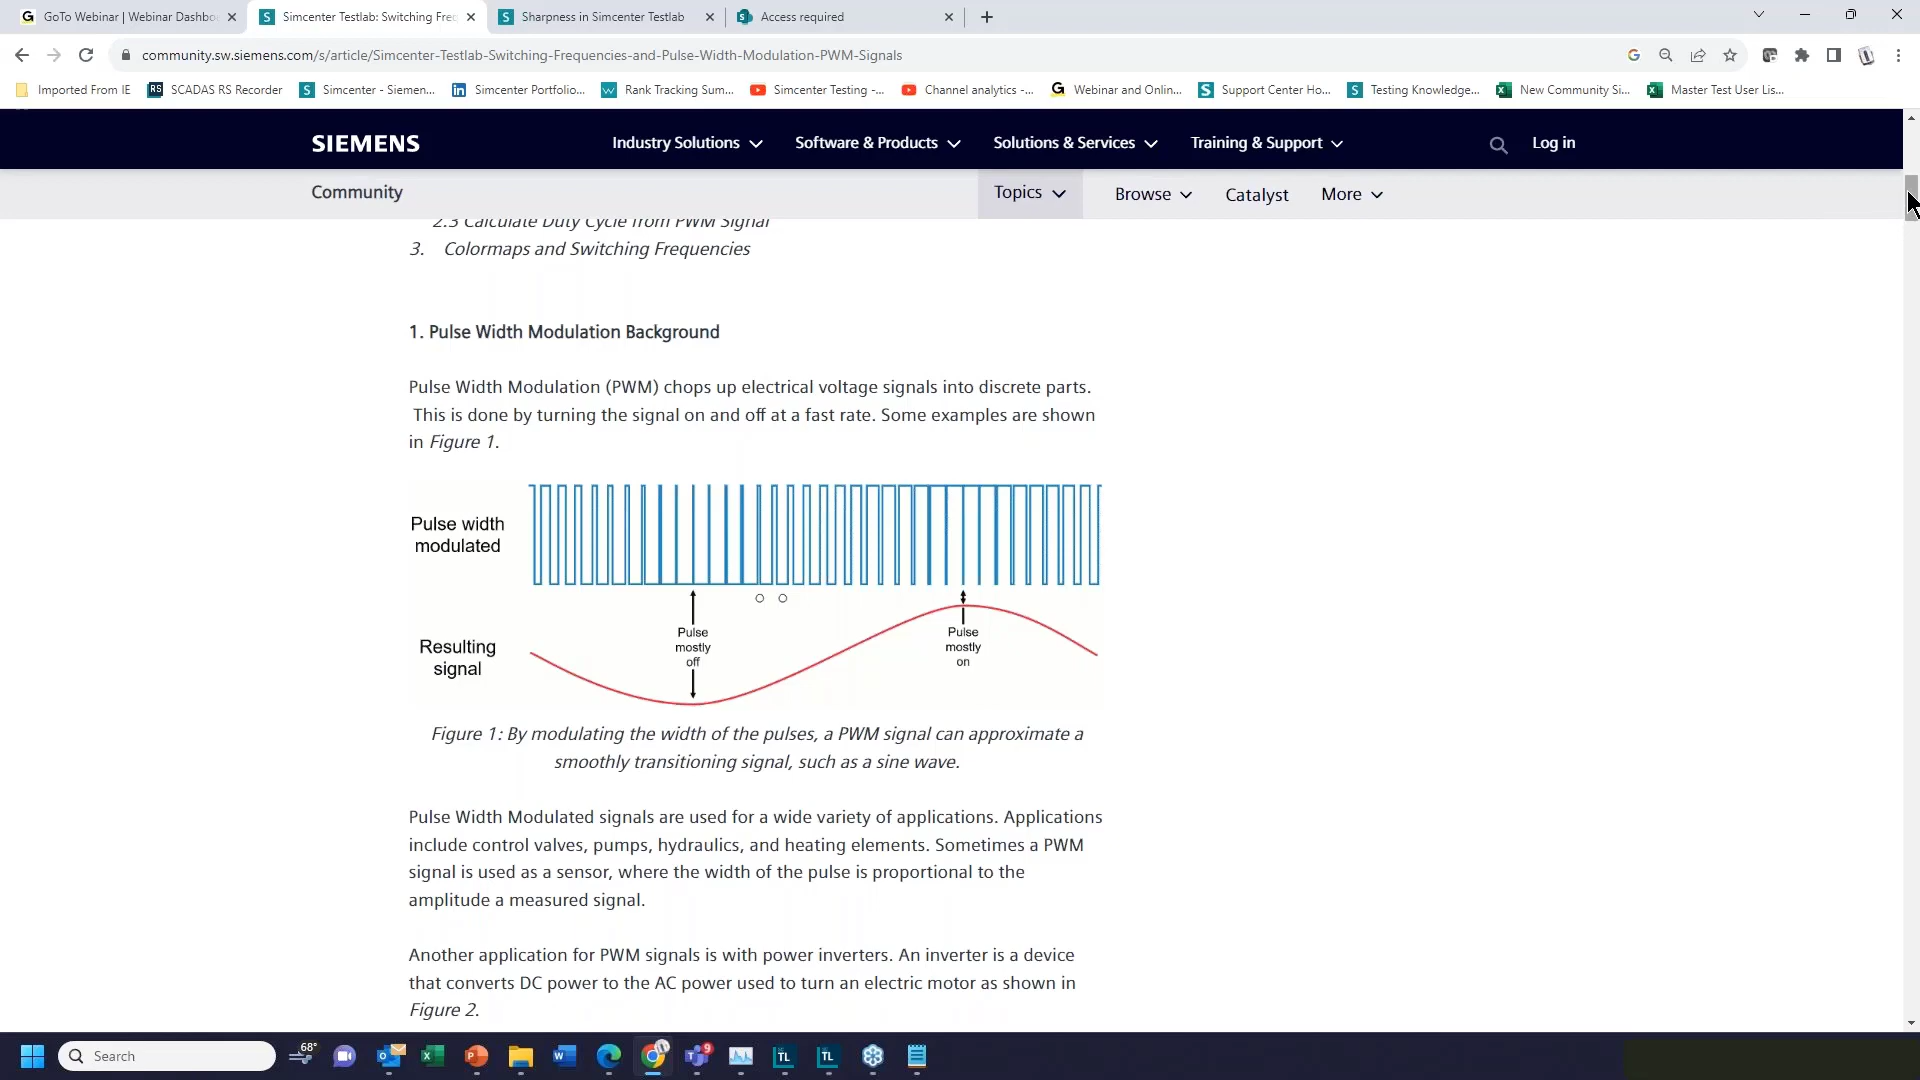 GoTo Webinar | Webinar Dashbo
Simcenter Testlab: Switching Fre
Sharpness in Simcenter Testlab
Access required
community.sw.siemens.com/s/article/Simcenter-Testlab-Switching-Frequencies-and-Pulse-Width-Modulation-PWM-Signals
Imported From IE
SCADAS RS Recorder
Simcenter - Siemen...
Simcenter Portfolio...
Rank Tracking Sum...
Simcenter Testing -...
Channel analytics -...
Webinar and Onlin...
Support Center Ho...
Testing Knowledge...
New Community Si...
Master Test User Lis...
SIEMENS
Industry Solutions
Software & Products
Solutions & Services
Training & Support
Log in
Community
Topics
Browse
Catalyst
More
2.3 Calculate Duty Cycle from PWM Signal
3. Colormaps and Switching Frequencies
1. Pulse Width Modulation Background
Pulse Width Modulation (PWM) chops up electrical voltage signals into discrete parts.
This is done by turning the signal on and off at a fast rate. Some examples are shown
in Figure 1.
Pulse width
modulated
Resulting
signal
Pulse
mostly
off
Pulse
mostly
on
Figure 1: By modulating the width of the pulses, a PWM signal can approximate a
smoothly transitioning signal, such as a sine wave.
Pulse Width Modulated signals are used for a wide variety of applications. Applications
include control valves, pumps, hydraulics, and heating elements. Sometimes a PWM
signal is used as a sensor, where the width of the pulse is proportional to the
amplitude a measured signal.
Another application for PWM signals is with power inverters. An inverter is a device
that converts DC power to the AC power used to turn an electric motor as shown in
Figure 2.
Search
68°
9
TL
TL